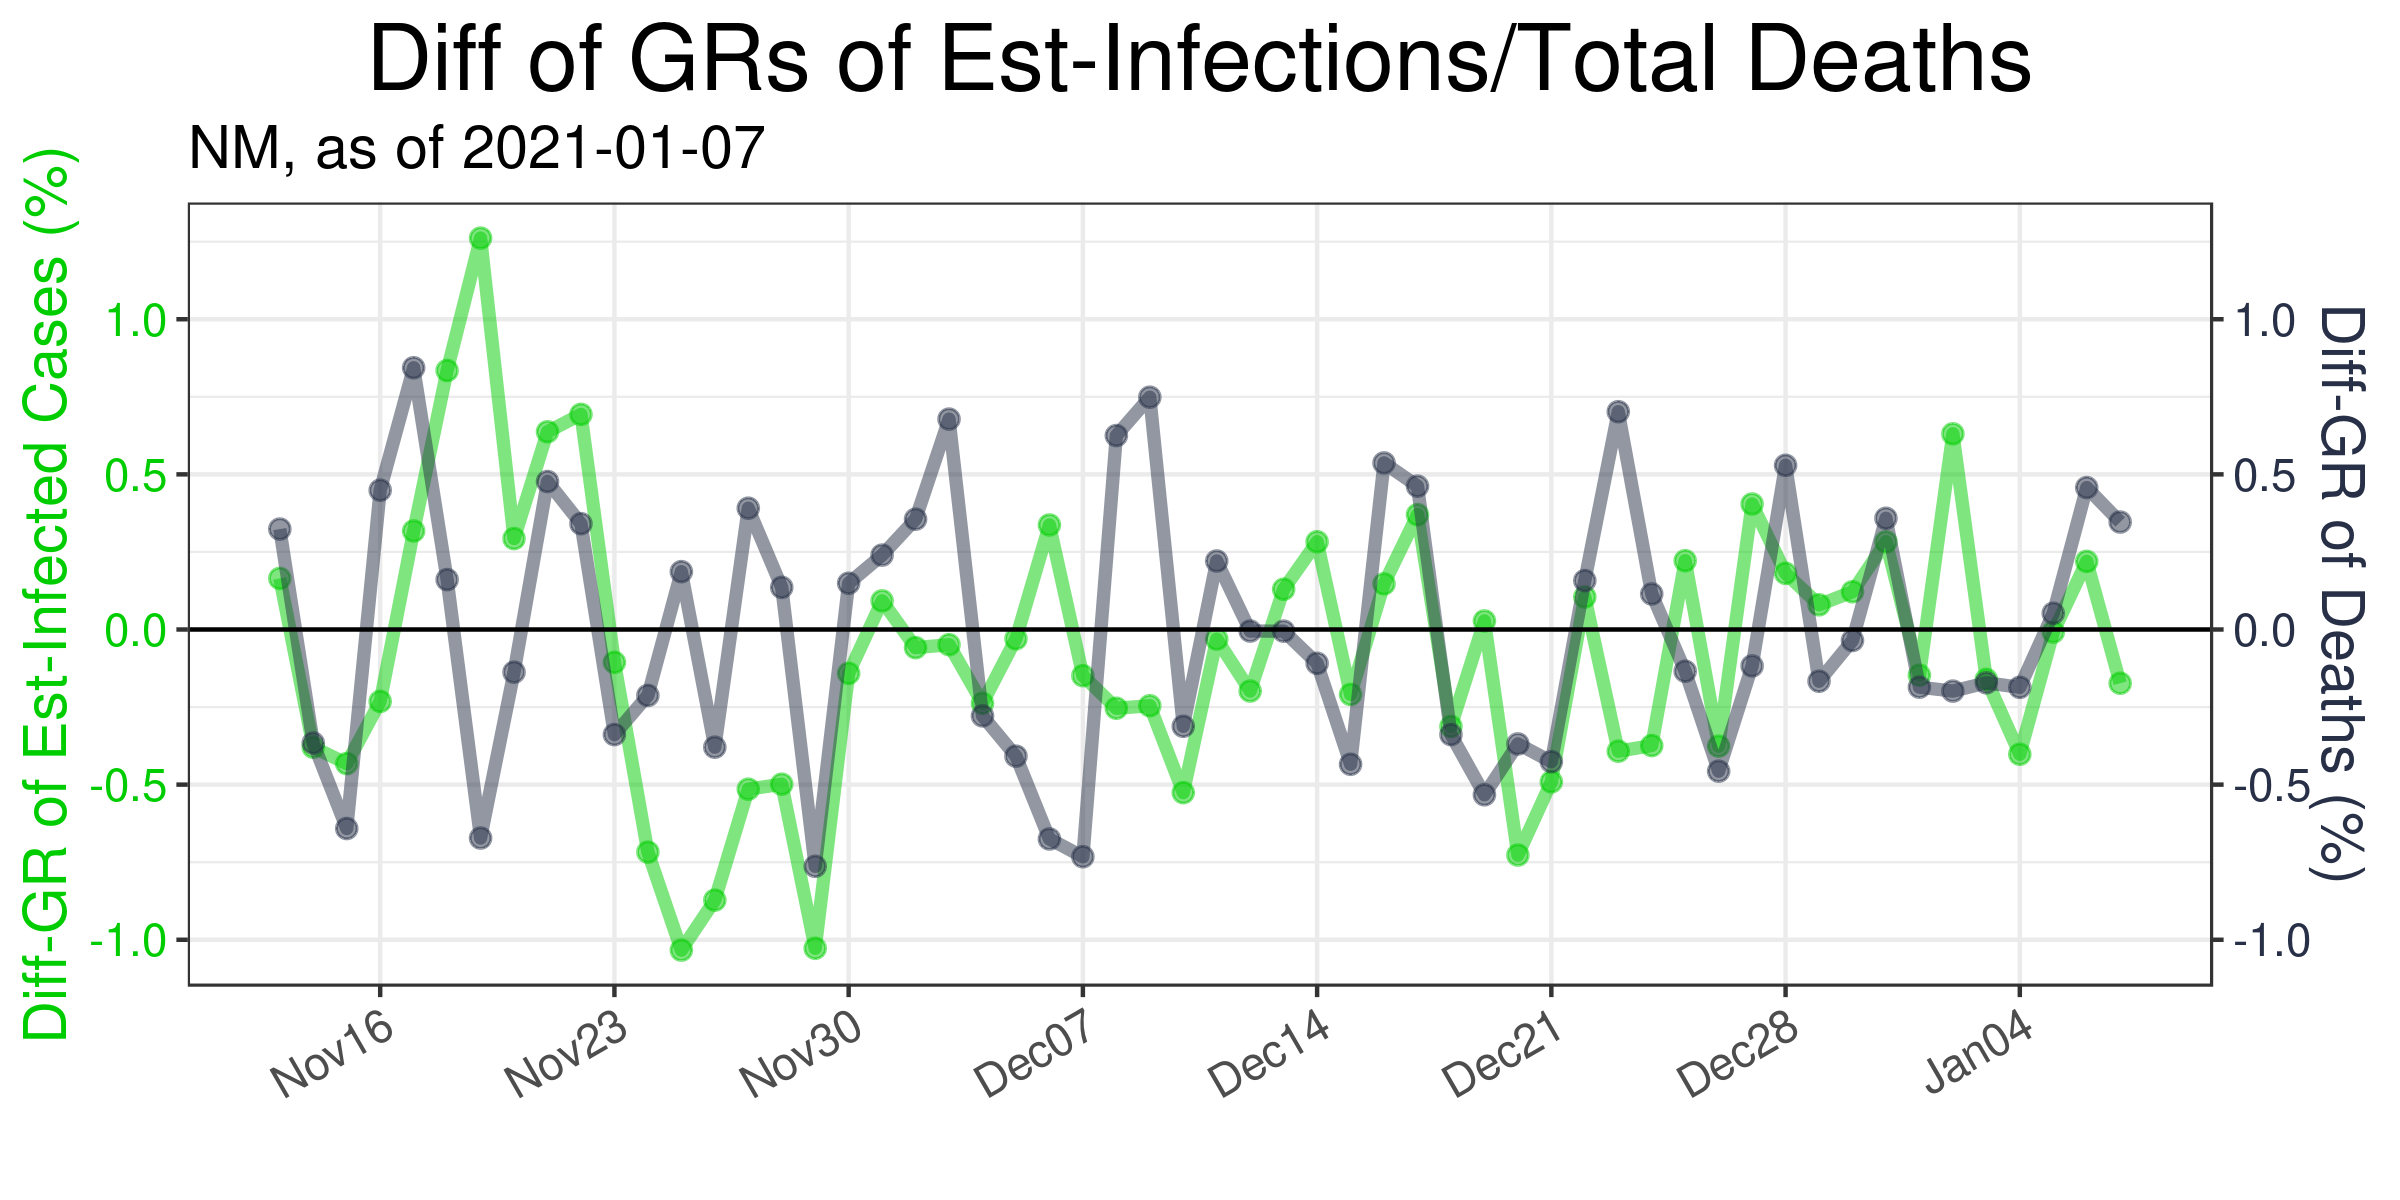 Diff of GRs of Est-Infections/Total Deaths
NM, as of 2021-01-07
Diff-GR of Est-Infected Cases (%)
1.0
0.5
0.0
-0.5
-1.0
1.0
0.5
0.0
-0.5
-1.0
Diff-GR of Deaths (%)
Nov16
Nov23
Nov30
Dec07
Dec14
Dec21
Dec28
Jan04